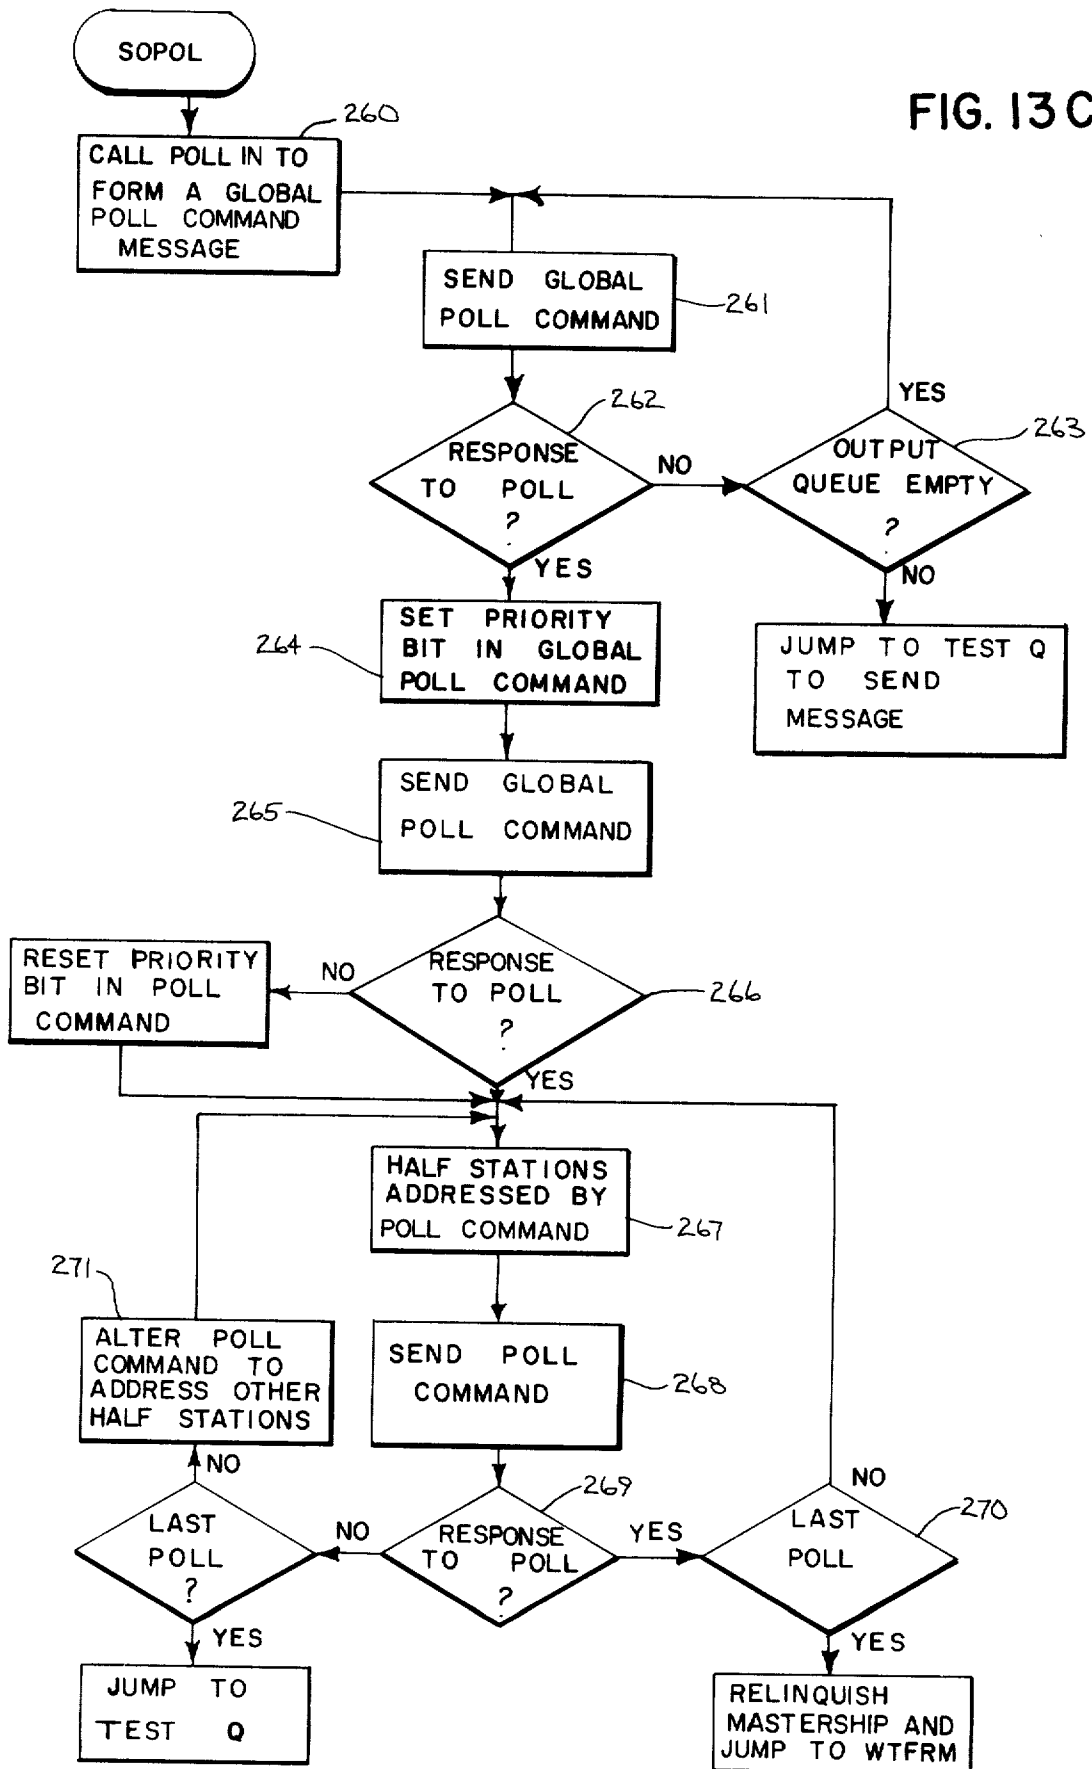 SOPOL
FIG. 13C
260
CALL POLL IN TO
FORM A GLOBAL
POLL COMMAND
MESSAGE
SEND GLOBAL
POLL COMMAND
261
262
RESPONSE
TO POLL
?
NO
YES
YES
263
OUTPUT
QUEUE EMPTY
?
NO
264
SET PRIORITY
BIT IN GLOBAL
POLL COMMAND
JUMP TO TEST Q
TO SEND
MESSAGE
265
SEND GLOBAL
POLL COMMAND
RESET PRIORITY
BIT IN POLL
COMMAND
NO
RESPONSE
TO POLL
?
266
YES
HALF STATIONS
ADDRESSED BY
POLL COMMAND
267
271
ALTER POLL
COMMAND TO
ADDRESS OTHER
HALF STATIONS
SEND POLL
COMMAND
268
NO
LAST
POLL
?
NO
269
RESPONSE
TO POLL
?
YES
NO
LAST
POLL
270
YES
YES
JUMP TO
TEST Q
RELINQUISH
MASTERSHIP AND
JUMP TO WTFRM